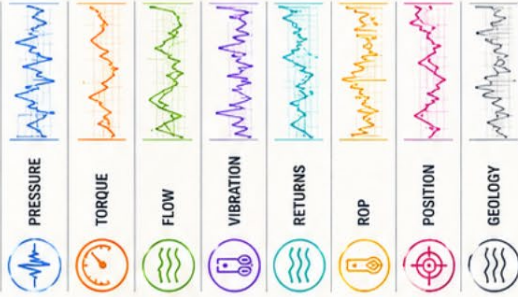 PRESSURE
TORQUE
FLOW
VIBRATION
RETURNS
ROP
POSITION
GEOLOGY